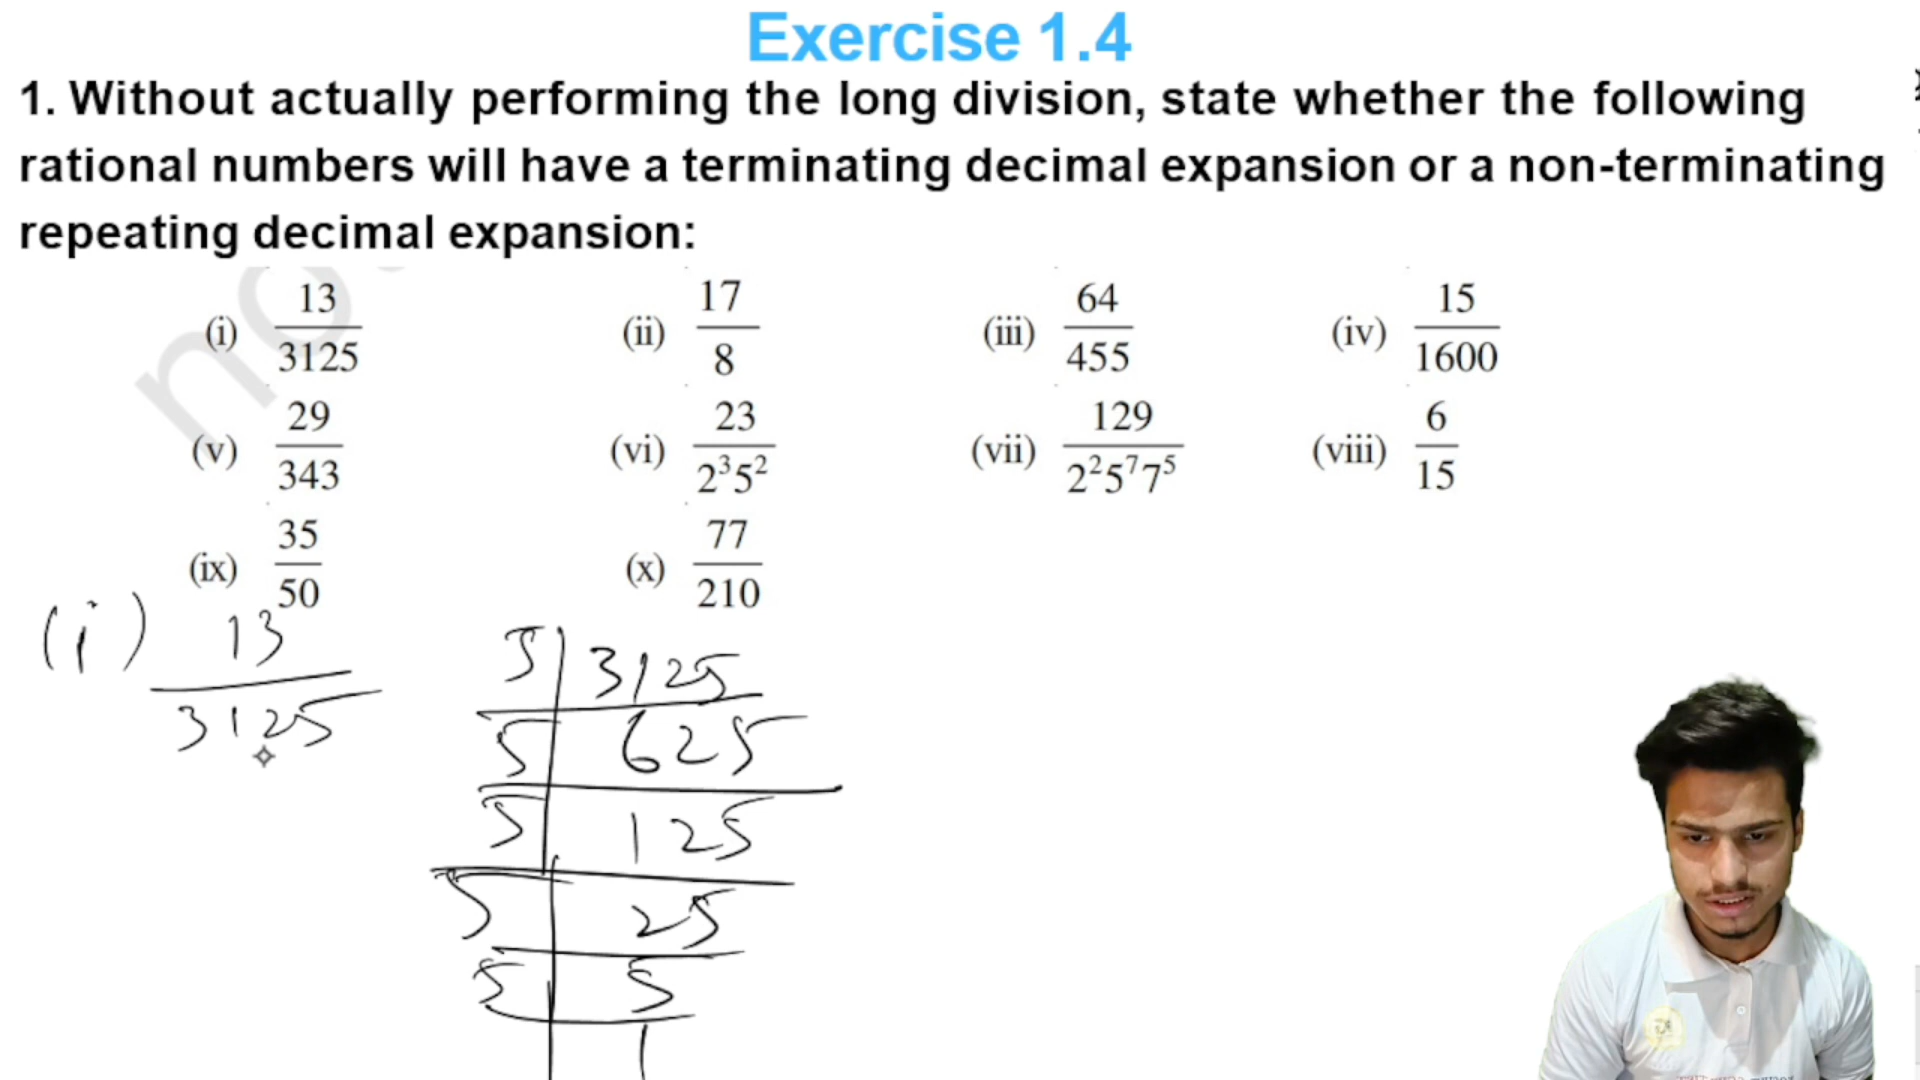 Exercise 1.4
1. Without actually performing the long division, state whether the following
rational numbers will have a terminating decimal expansion or a non-terminating
repeating decimal expansion:
(i) 13/3125 (ii) 17/8 (iii) 64/455 (iv) 15/1600
(v) 29/343 (vi) 23/2³5² (vii) 129/2²5⁷7⁵ (viii) 6/15
(ix) 35/50 (x) 77/210
(i) 13/3125
5 3125
5 625
5 125
5 25
5 5
1